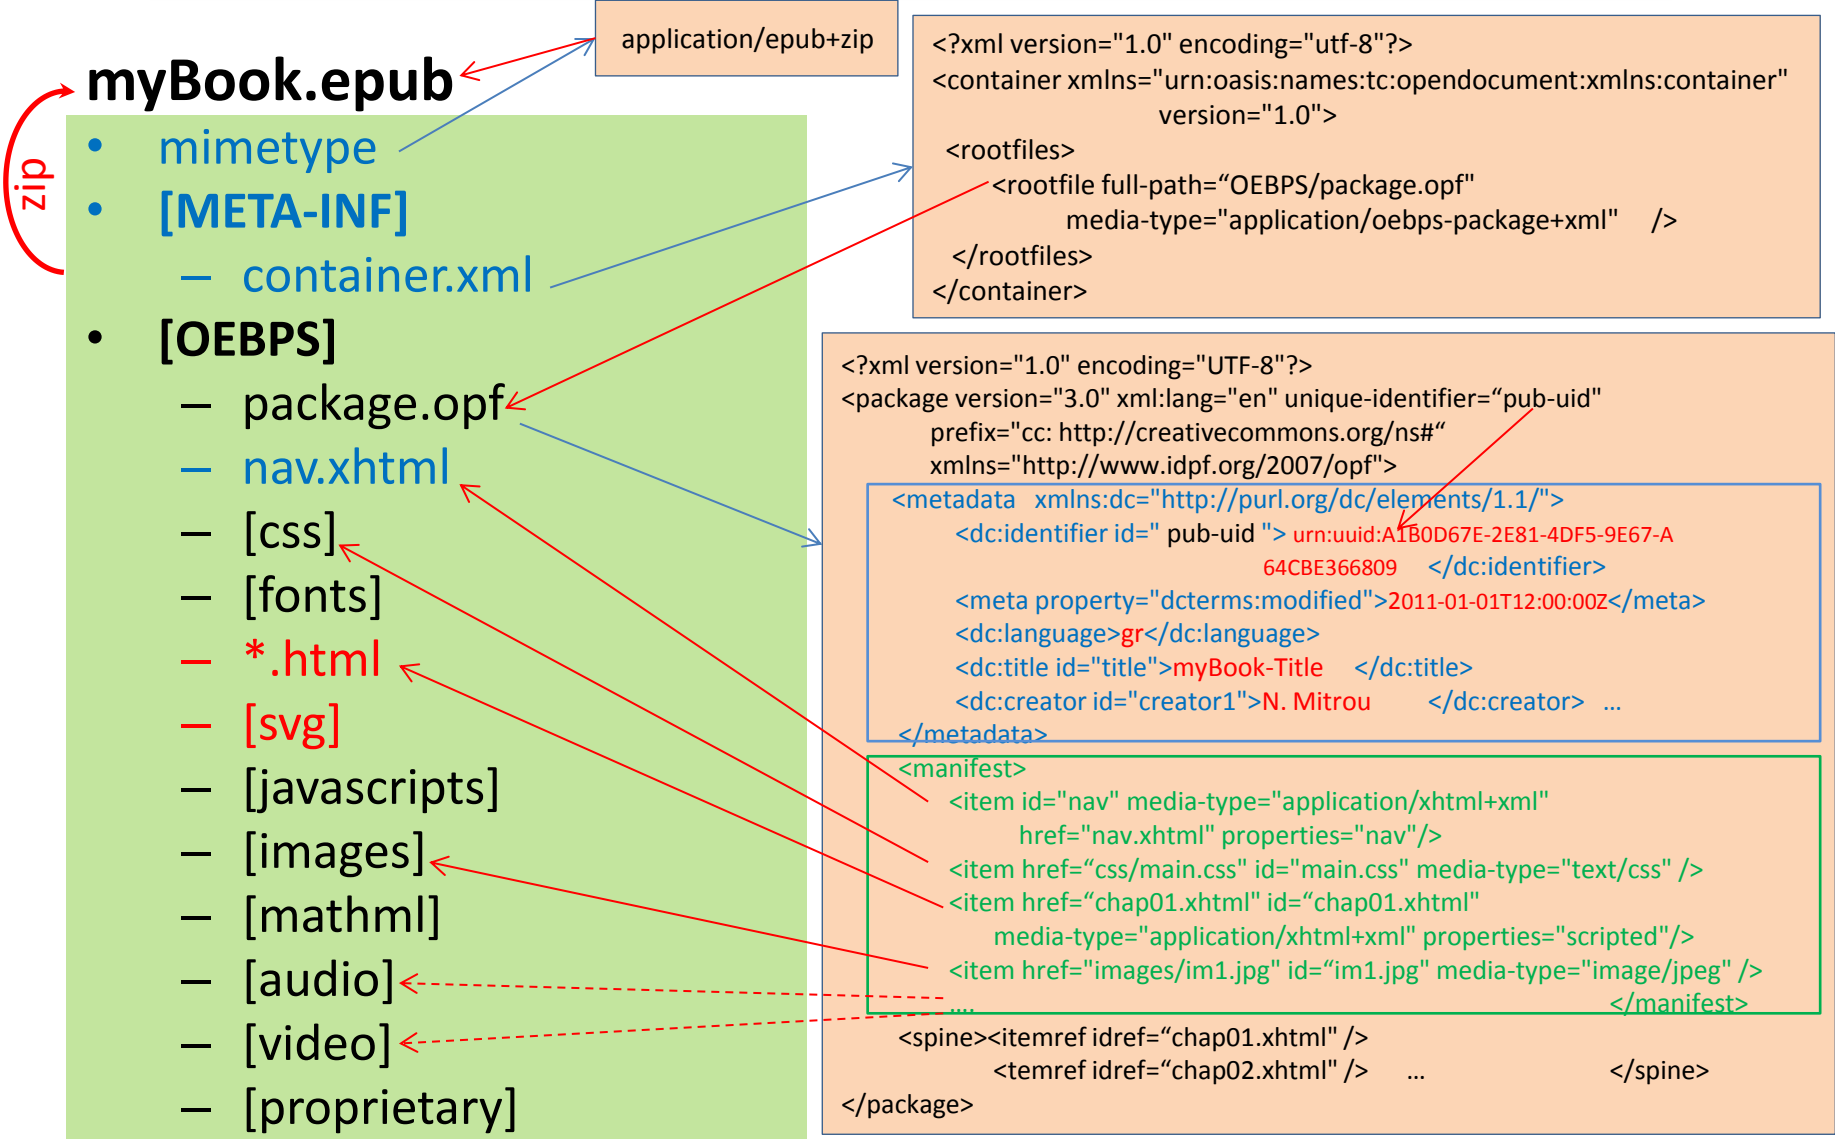 myBook.epub
zip
• mimetype
• [META-INF]
– container.xml
• [OEBPS]
– package.opf
– nav.xhtml
– [css]
– [fonts]
– *.html
– [svg]
– [javascripts]
– [images]
– [mathml]
– [audio]
– [video]
– [proprietary]
application/epub+zip
<?xml version="1.0" encoding="utf-8"?>
<container xmlns="urn:oasis:names:tc:opendocument:xmlns:container"
version="1.0">
<rootfiles>
<rootfile full-path=“OEBPS/package.opf"
media-type="application/oebps-package+xml" />
</rootfiles>
</container>
<?xml version="1.0" encoding="UTF-8"?>
<package version="3.0" xml:lang="en" unique-identifier=“pub-uid"
prefix="cc: http://creativecommons.org/ns#“
xmlns="http://www.idpf.org/2007/opf">
<metadata xmlns:dc="http://purl.org/dc/elements/1.1/">
<dc:identifier id=" pub-uid "> urn:uuid:A1B0D67E-2E81-4DF5-9E67-A
64CBE366809 </dc:identifier>
<meta property="dcterms:modified">2011-01-01T12:00:00Z</meta>
<dc:language>gr</dc:language>
<dc:title id="title">myBook-Title </dc:title>
<dc:creator id="creator1">N. Mitrou </dc:creator> ...
</metadata>
<manifest>
<item id="nav" media-type="application/xhtml+xml"
href="nav.xhtml" properties="nav"/>
<item href=“css/main.css" id="main.css" media-type="text/css" />
<item href=“chap01.xhtml" id=“chap01.xhtml"
media-type="application/xhtml+xml" properties="scripted"/>
<item href="images/im1.jpg" id=“im1.jpg" media-type="image/jpeg" />
.... </manifest>
<spine><itemref idref=“chap01.xhtml" />
<temref idref=“chap02.xhtml" /> ... </spine>
</package>